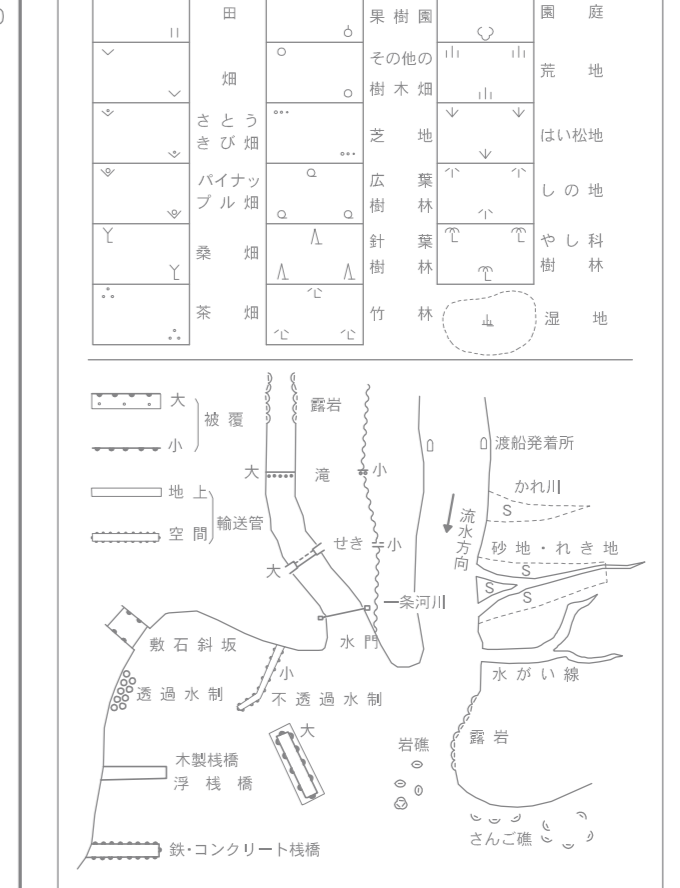 田
畑
さとう
きび畑
パイナッ
プル畑
桑畑
茶畑
果樹園
その他の
樹木畑
芝地
広葉
樹林
針葉
樹林
竹林
園庭
荒地
はい松地
しの地
やし科
樹林
湿地
大
被覆
小
地上
輸送管
空間
露岩
大
滝
小
せき
小
大
一条河川
水門
渡船発着所
かれ川
S
流水方向
砂地・れき地
S
S
S
水がい線
敷石斜坂
透過水制
小
不透過水制
大
木製桟橋
浮桟橋
鉄・コンクリート桟橋
岩礁
露岩
さんご礁